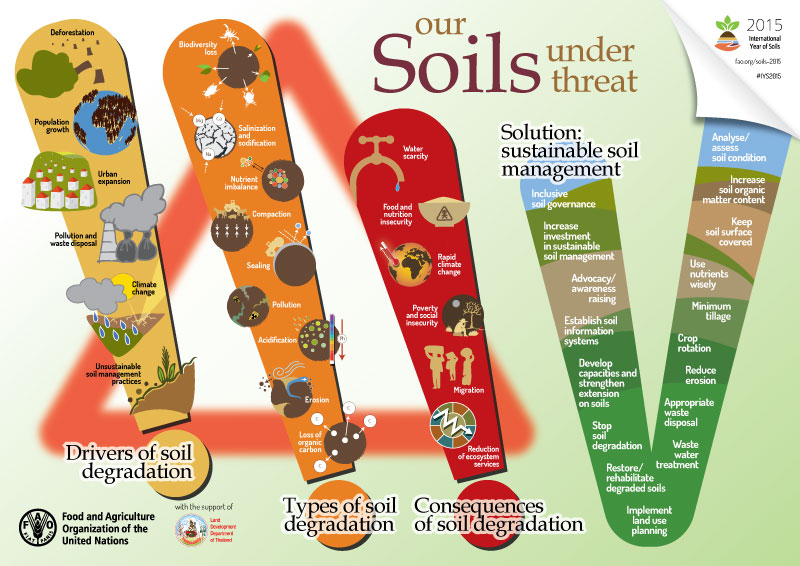 our
Soils under
threat
2015
International
Year of Soils
fao.org/soils-2015
#IYS2015
Deforestation
Population
growth
Urban
expansion
Pollution and
waste disposal
Climate
change
Unsustainable
soil management
practices
Drivers of soil
degradation
Biodiversity
loss
Mg
Ca
Na
Salinization
and
sodification
Nutrient
imbalance
Compaction
Sealing
Pollution
Acidification
Ph
Erosion
Loss of
organic
carbon
C
C
C
C
C
Types of soil
degradation
Water
scarcity
Food and
nutrition
insecurity
Rapid
climate
change
Poverty
and social
insecurity
Migration
Reduction
of ecosystem
services
Consequences
of soil degradation
Solution:
sustainable soil
management
Inclusive
soil governance
Increase
investment
in sustainable
soil management
Advocacy/
awareness
raising
Establish soil
information
systems
Develop
capacities and
strengthen
extension
on soils
Stop
soil
degradation
Restore/
rehabilitate
degraded soils
Implement
land use
planning
Analyse/
assess
soil condition
Increase
soil organic
matter content
Keep
soil surface
covered
Use
nutrients
wisely
Minimum
tillage
Crop
rotation
Reduce
erosion
Appropriate
waste
disposal
Waste
water
treatment
FAO
FIAT PANIS
Food and Agriculture
Organization of the
United Nations
with the support of
Land
Development
Department
of Thailand